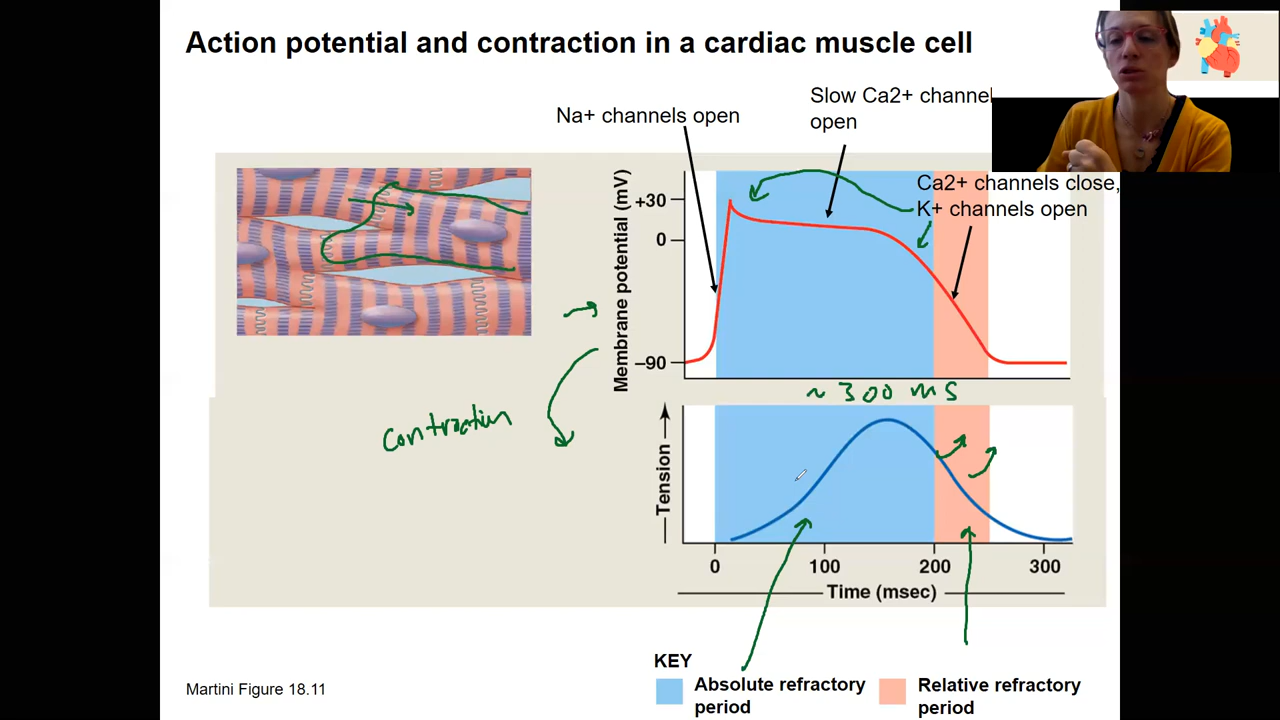 Action potential and contraction in a cardiac muscle cell
Slow Ca2+ channel
open
Na+ channels open
Ca2+ channels close,
K+ channels open
Membrane potential (mV)
+30
0
–90
~ 300 ms
contraction
Tension
0 100 200 300
Time (msec)
KEY
Absolute refractory
period
Relative refractory
period
Martini Figure 18.11